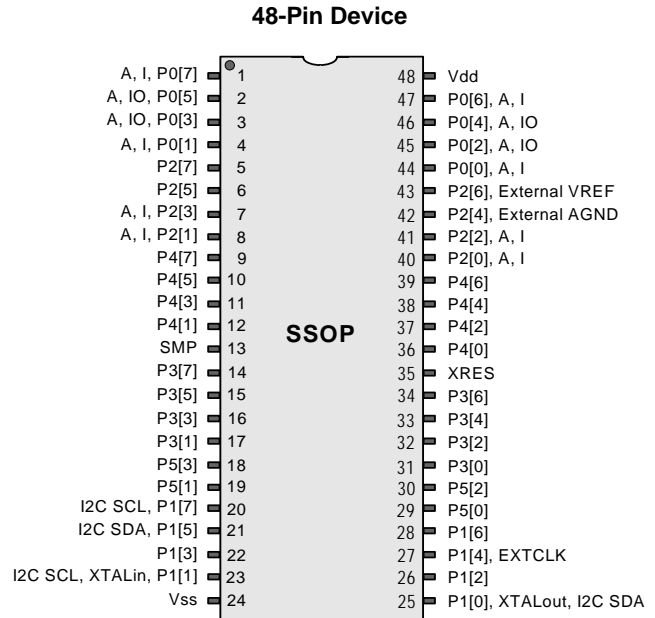 48-Pin Device
A, I, P0[7] 1 48 Vdd
A, IO, P0[5] 2 47 P0[6], A, I
A, IO, P0[3] 3 46 P0[4], A, IO
A, I, P0[1] 4 45 P0[2], A, IO
P2[7] 5 44 P0[0], A, I
P2[5] 6 43 P2[6], External VREF
A, I, P2[3] 7 42 P2[4], External AGND
A, I, P2[1] 8 41 P2[2], A, I
P4[7] 9 40 P2[0], A, I
P4[5] 10 39 P4[6]
P4[3] 11 38 P4[4]
P4[1] 12 SSOP 37 P4[2]
SMP 13 36 P4[0]
P3[7] 14 35 XRES
P3[5] 15 34 P3[6]
P3[3] 16 33 P3[4]
P3[1] 17 32 P3[2]
P5[3] 18 31 P3[0]
P5[1] 19 30 P5[2]
I2C SCL, P1[7] 20 29 P5[0]
I2C SDA, P1[5] 21 28 P1[6]
P1[3] 22 27 P1[4], EXTCLK
I2C SCL, XTALin, P1[1] 23 26 P1[2]
Vss 24 25 P1[0], XTALout, I2C SDA